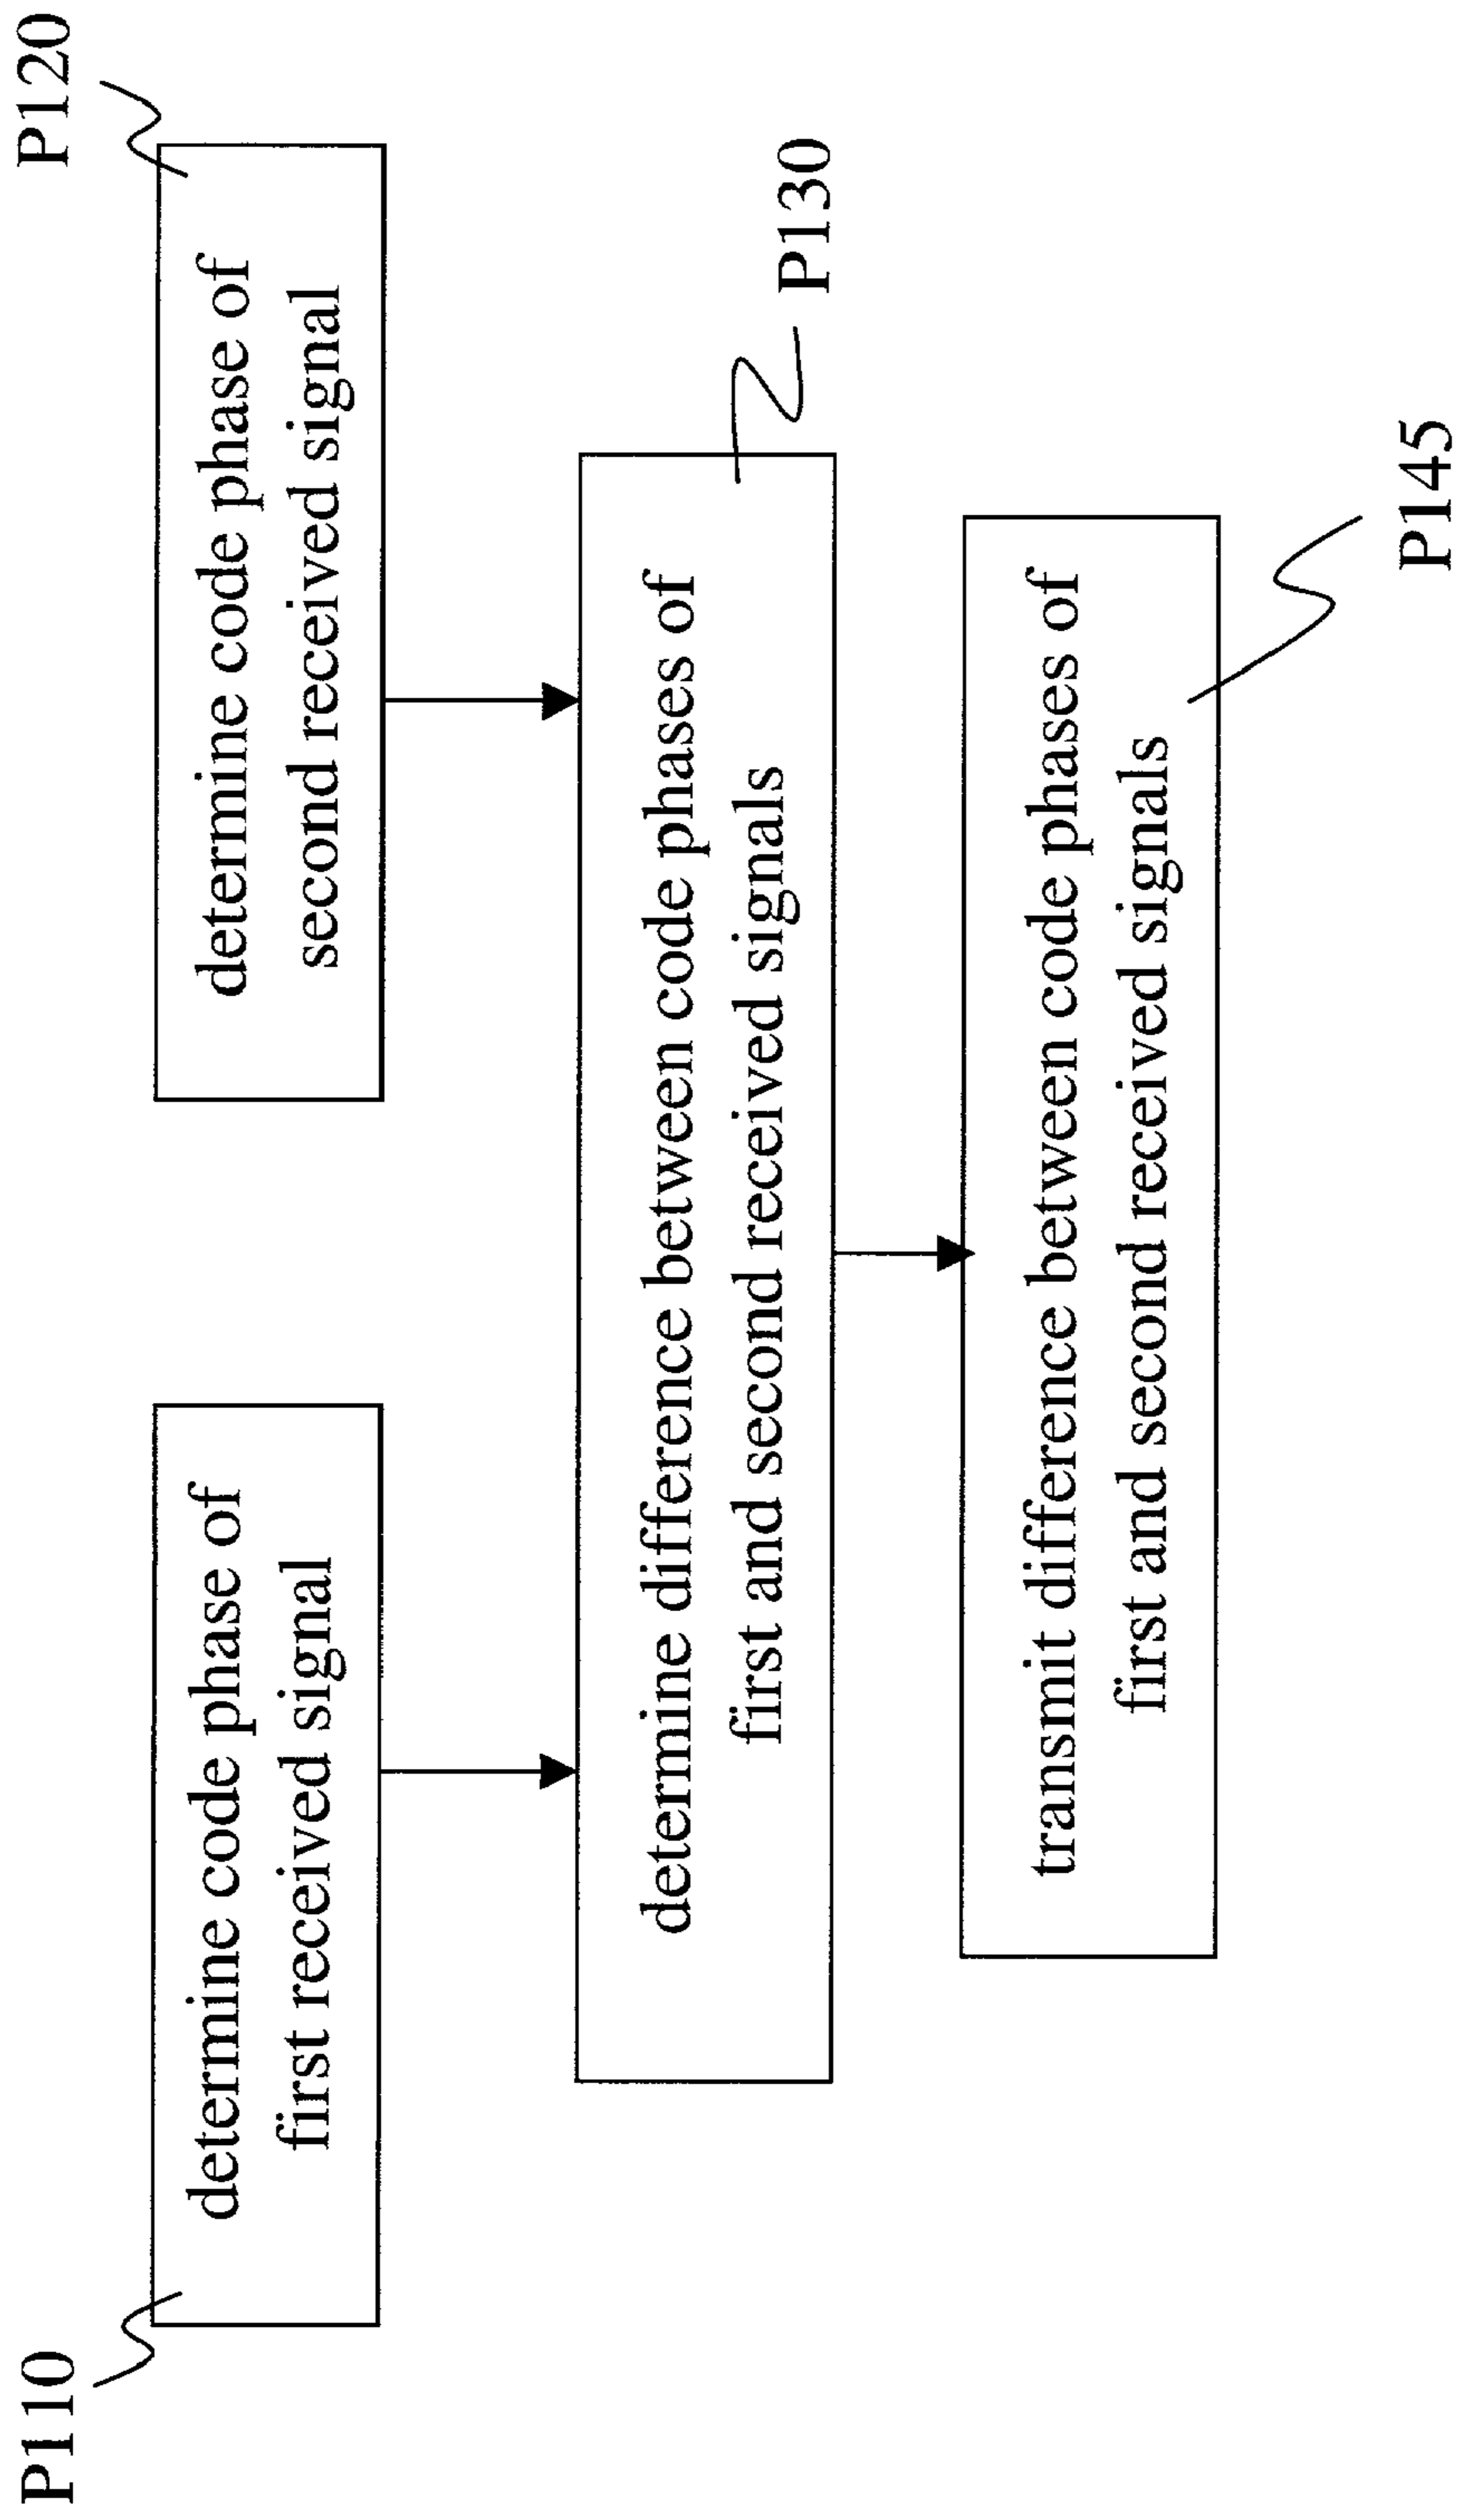 P110
P120
determine code phase of
first received signal
determine code phase of
second received signal
P130
determine difference between code phases of
first and second received signals
transmit difference between code phases of
first and second received signals
P145